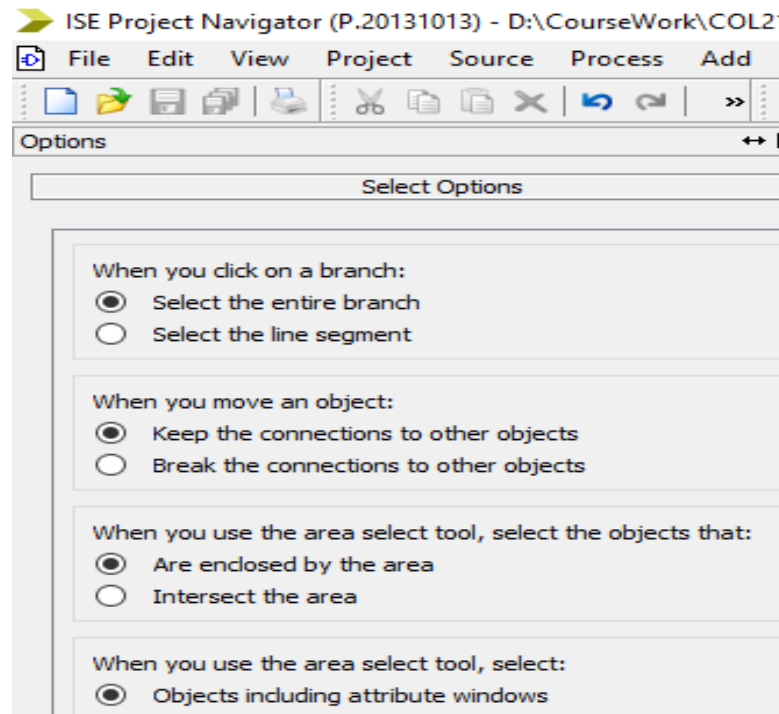 ISE Project Navigator (P.20131013) - D:\CourseWork\COL2
File Edit View Project Source Process Add
Options
Select Options
When you click on a branch:
Select the entire branch
Select the line segment
When you move an object:
Keep the connections to other objects
Break the connections to other objects
When you use the area select tool, select the objects that:
Are enclosed by the area
Intersect the area
When you use the area select tool, select:
Objects including attribute windows